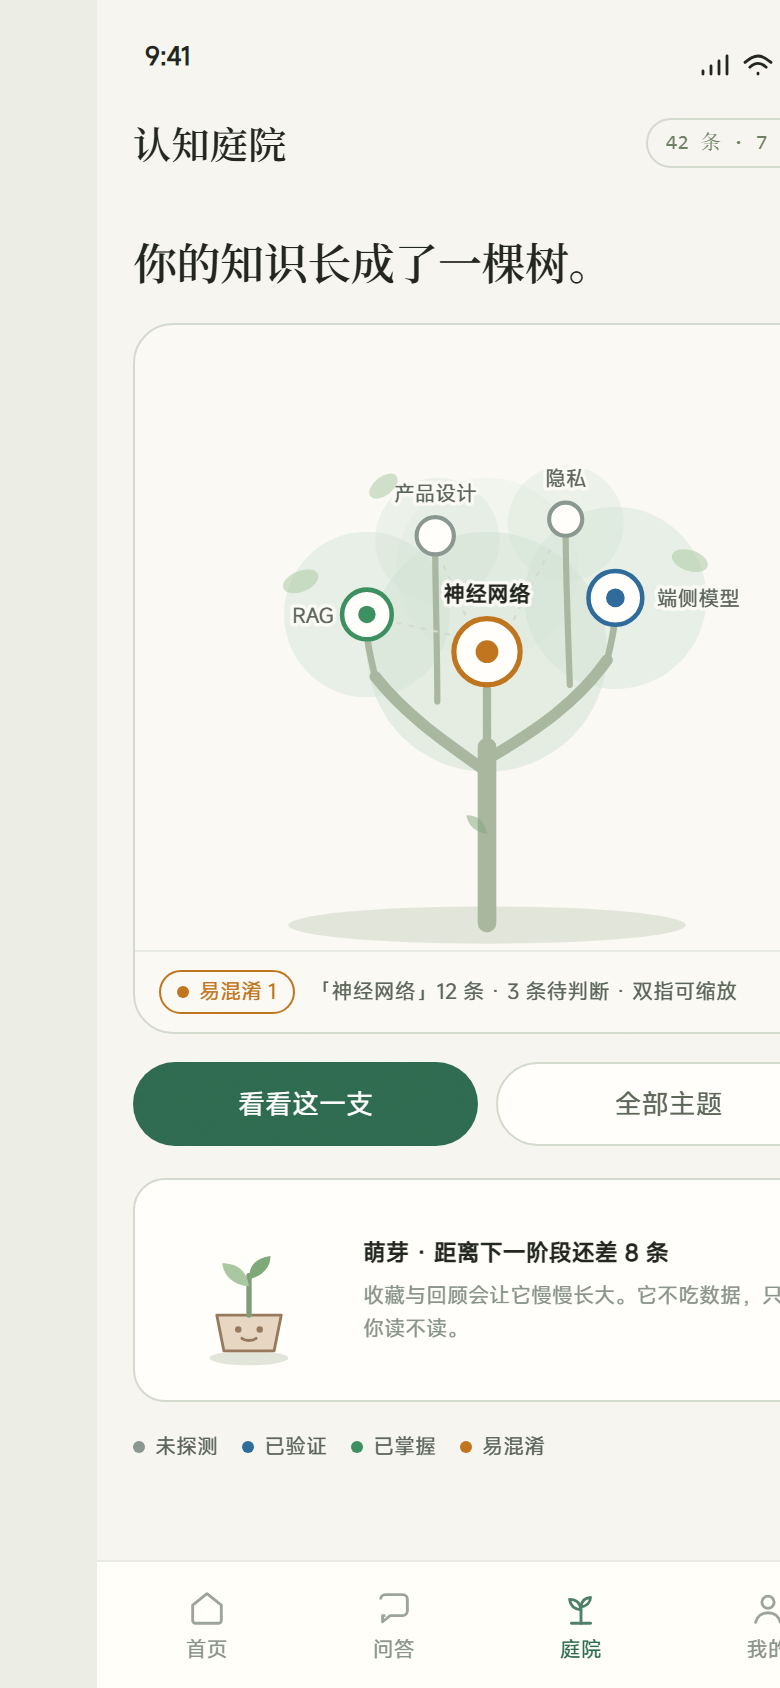 9:41
认知庭院
42 条 · 7
你的知识长成了一棵树。
产品设计
隐私
神经网络
RAG
端侧模型
易混淆 1
「神经网络」12 条 · 3 条待判断 · 双指可缩放
看看这一支
全部主题
萌芽 · 距离下一阶段还差 8 条
收藏与回顾会让它慢慢长大。它不吃数据，只
你读不读。
未探测
已验证
已掌握
易混淆
首页
问答
庭院
我的